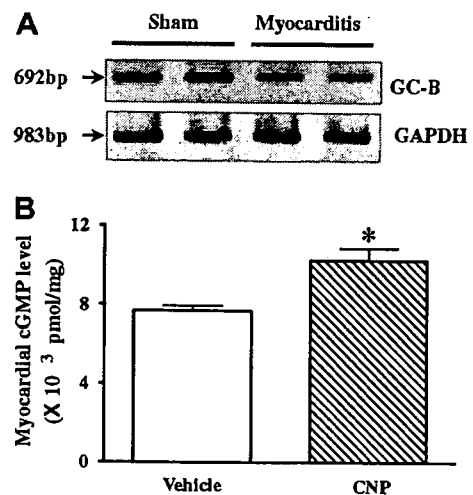 A
Sham Myocarditis
692bp GC-B
983bp GAPDH
B
Myocardial cGMP level
(X 10 3 pmol/mg)
12
8
4
0
*
Vehicle CNP